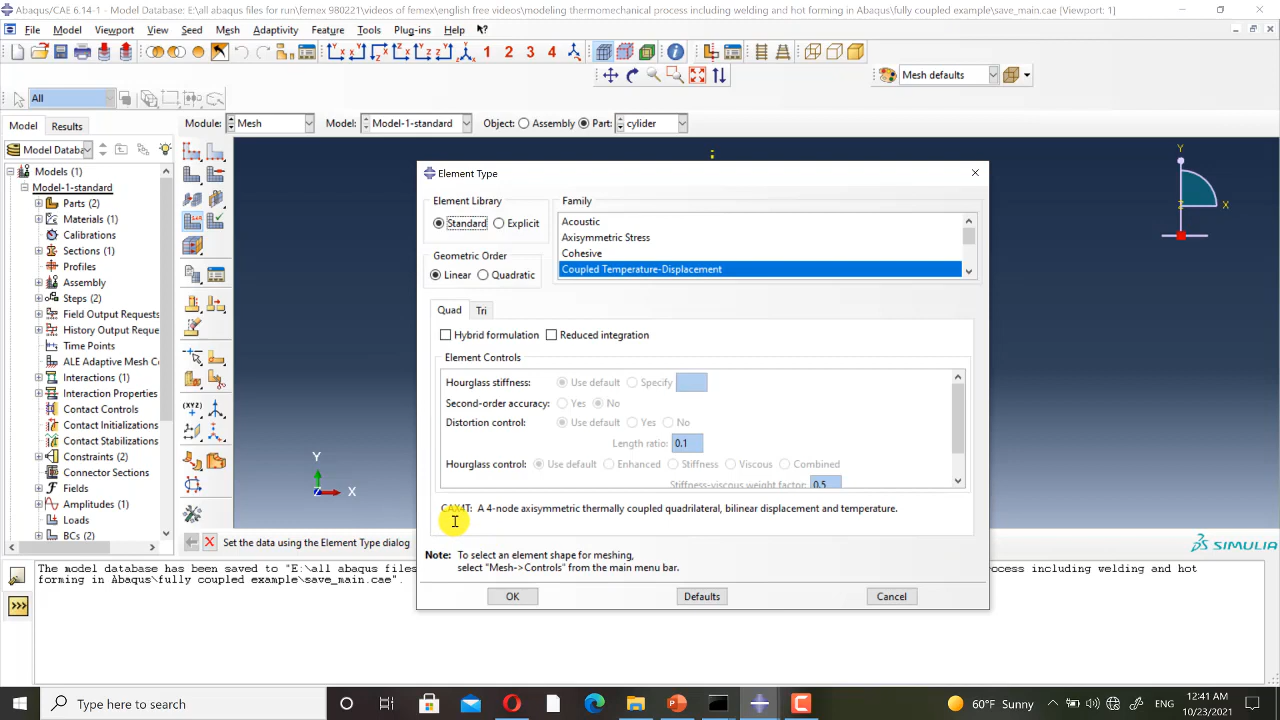 Abaqus/CAE 6.14-1 - Model Database: E:\all abaqus files for run\femex 980221\videos of femex\english free videos\modeling thermomechanical process including welding and hot forming in Abaqus\fully coupled example\save_main.cae [Viewport: 1]
File Model Viewport View Seed Mesh Adaptivity Feature Tools Plug-ins Help
1 2 3 4
Mesh defaults
All
Model Results
Module: Mesh Model: Model-1-standard Object: Assembly Part: cylider
Model Databa
Models (1)
Model-1-standard
Parts (2)
Materials (1)
Calibrations
Sections (1)
Profiles
Assembly
Steps (2)
Field Output Requests
History Output Reque
Time Points
ALE Adaptive Mesh Co
Interactions (1)
Interaction Properties
Contact Controls
Contact Initializations
Contact Stabilizations
Constraints (2)
Connector Sections
Fields
Amplitudes (1)
Loads
BCs (2)
Element Type
Element Library
Standard Explicit
Geometric Order
Linear Quadratic
Family
Acoustic
Axisymmetric Stress
Cohesive
Coupled Temperature-Displacement
Quad Tri
Hybrid formulation Reduced integration
Element Controls
Hourglass stiffness: Use default Specify
Second-order accuracy: Yes No
Distortion control: Use default Yes No
Length ratio: 0.1
Hourglass control: Use default Enhanced Stiffness Viscous Combined
Stiffness-viscous weight factor: 0.5
CAX4T: A 4-node axisymmetric thermally coupled quadrilateral, bilinear displacement and temperature.
Note: To select an element shape for meshing,
select "Mesh->Controls" from the main menu bar.
OK Defaults Cancel
Y
Z X
Y
Z X
Set the data using the Element Type dialog
SIMULIA
The model database has been saved to "E:\all abaqus files
ocess including welding and hot
forming in Abaqus\fully coupled example\save_main.cae".
Type here to search
60°F Sunny
ENG
12:41 AM
10/23/2021